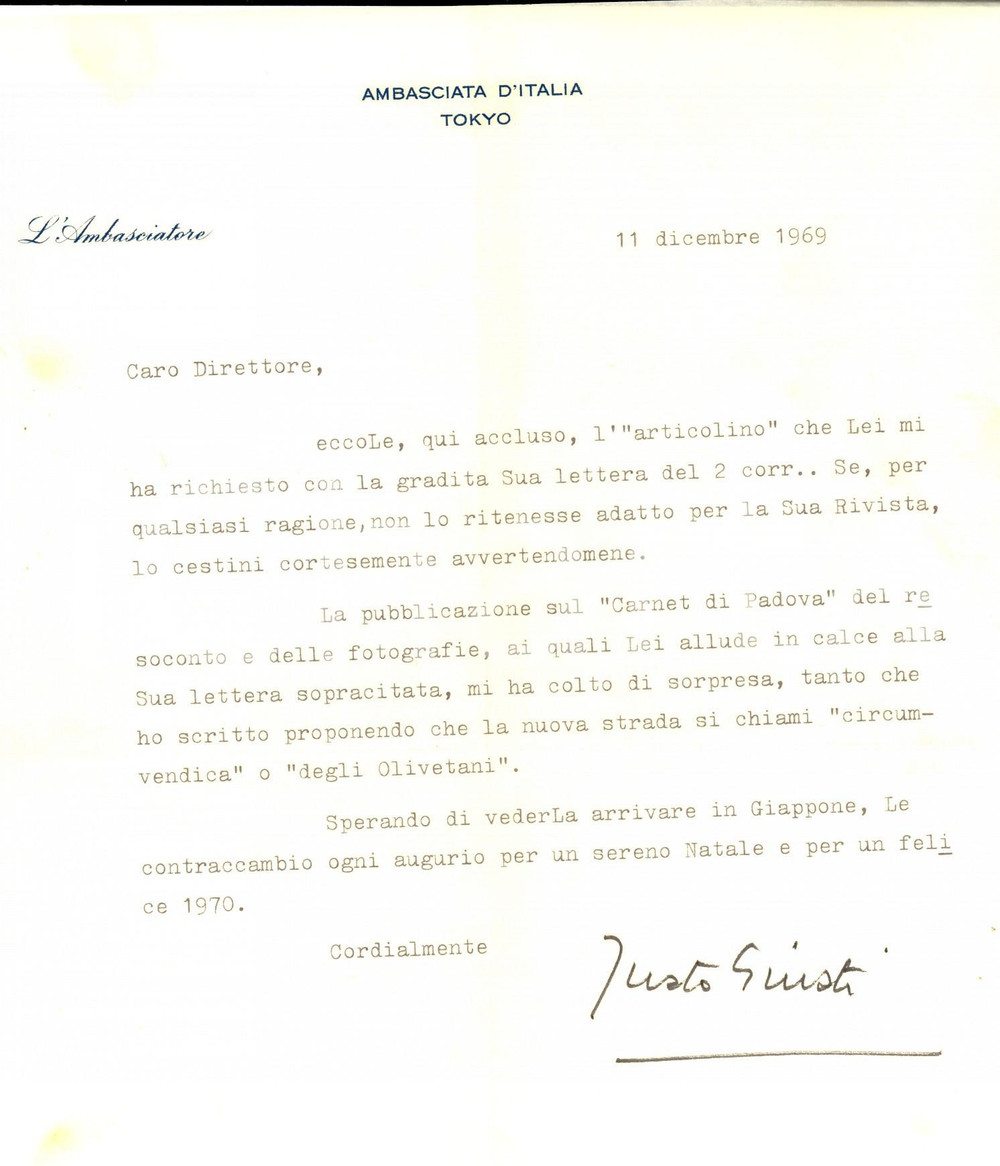 AMBASCIATA D'ITALIA
TOKYO
L'Ambasciatore
11 dicembre 1969
Caro Direttore,
eccoLe, qui accluso, l'"articolino" che Lei mi
ha richiesto con la gradita Sua lettera del 2 corr.. Se, per
qualsiasi ragione,non lo ritenesse adatto per la Sua Rivista,
lo cestini cortesemente avvertendomene.
La pubblicazione sul "Carnet di Padova" del re
soconto e delle fotografie, ai quali Lei allude in calce alla
Sua lettera sopracitata, mi ha colto di sorpresa, tanto che
ho scritto proponendo che la nuova strada si chiami "circum-
vendica" o "degli Olivetani".
Sperando di vederLa arrivare in Giappone, Le
contraccambio ogni augurio per un sereno Natale e per un feli
ce 1970.
Cordialmente
Justo Giusti